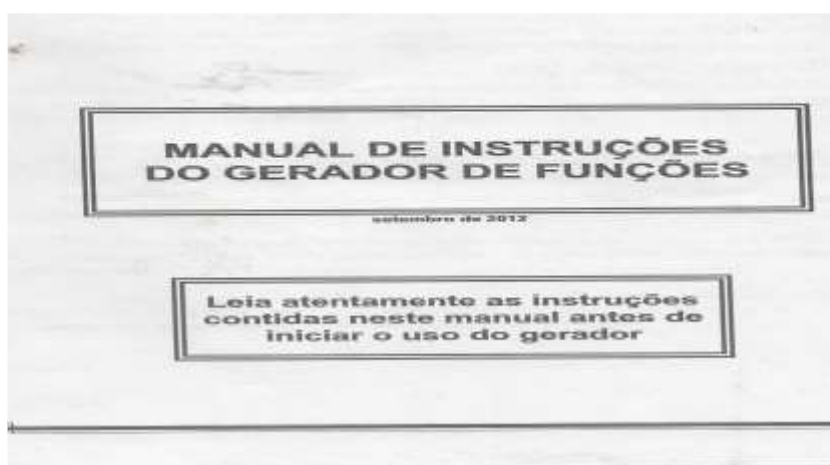 MANUAL DE INSTRUÇÕES
DO GERADOR DE FUNÇÕES
setembro de 2012
Leia atentamente as instruções
contidas neste manual antes de
iniciar o uso do gerador